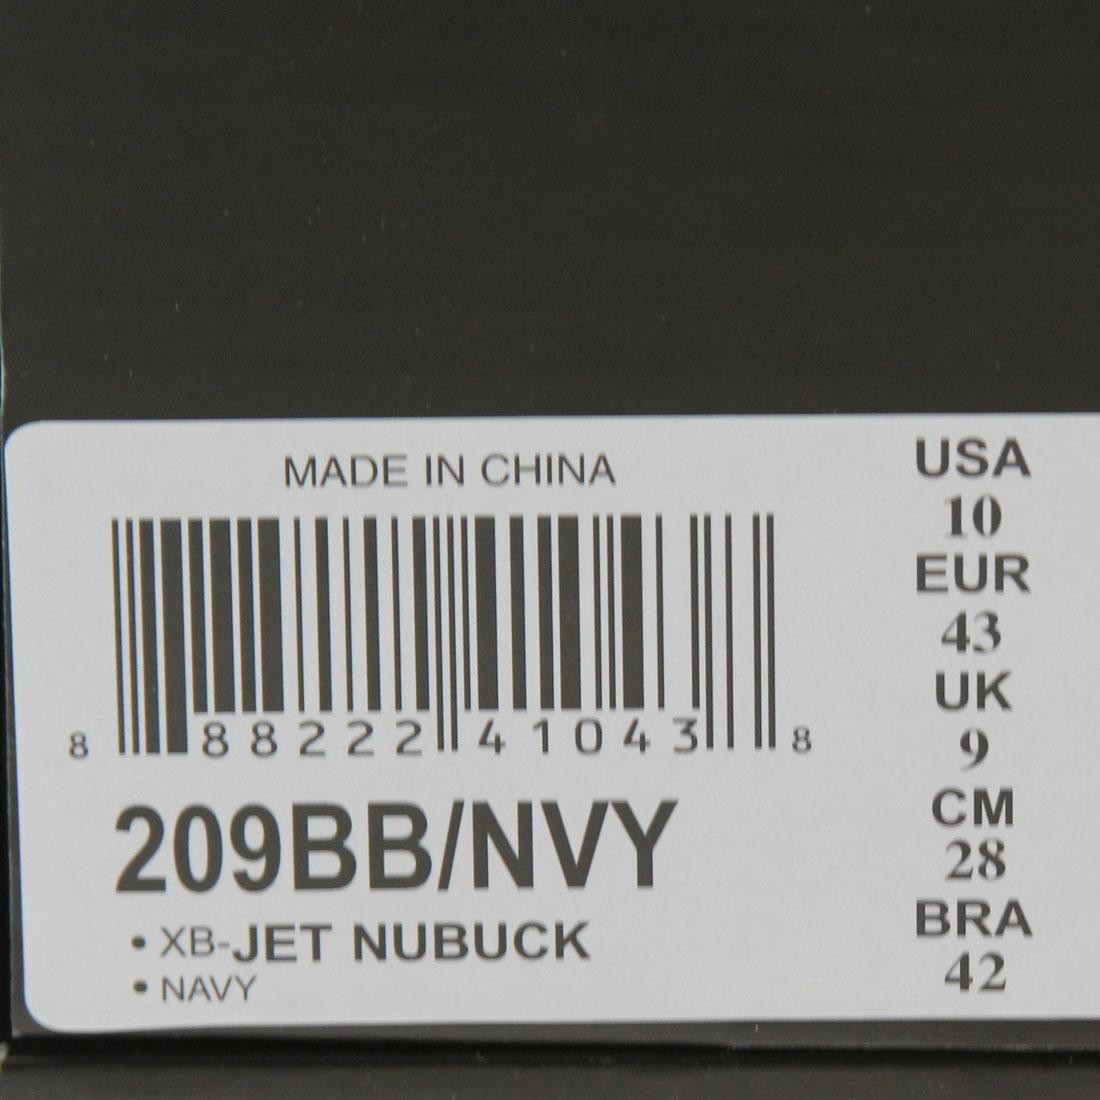 MADE IN CHINA
8 88222 41043 8
209BB/NVY
• XB-JET NUBUCK
• NAVY
USA
10
EUR
43
UK
9
CM
28
BRA
42